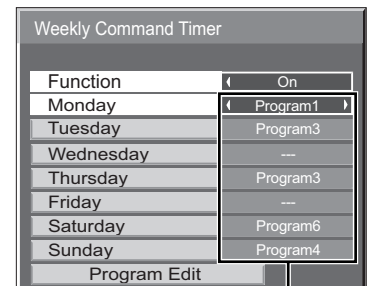 Weekly Command Timer
Function On
Monday Program1
Tuesday Program3
Wednesday ---
Thursday Program3
Friday ---
Saturday Program6
Sunday Program4
Program Edit